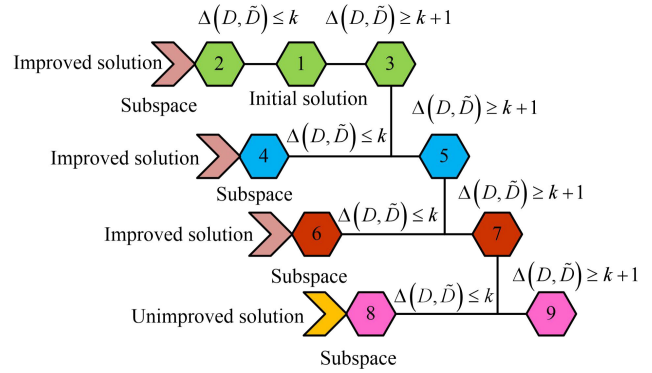 Δ(D, D̃) ≤ k Δ(D, D̃) ≥ k+1
Improved solution 2 1 3
Subspace Initial solution
Δ(D, D̃) ≥ k+1
Δ(D, D̃) ≤ k
Improved solution 4 5
Subspace
Δ(D, D̃) ≥ k+1
Δ(D, D̃) ≤ k
Improved solution 6 7
Subspace
Δ(D, D̃) ≥ k+1
Δ(D, D̃) ≤ k
Unimproved solution 8 9
Subspace